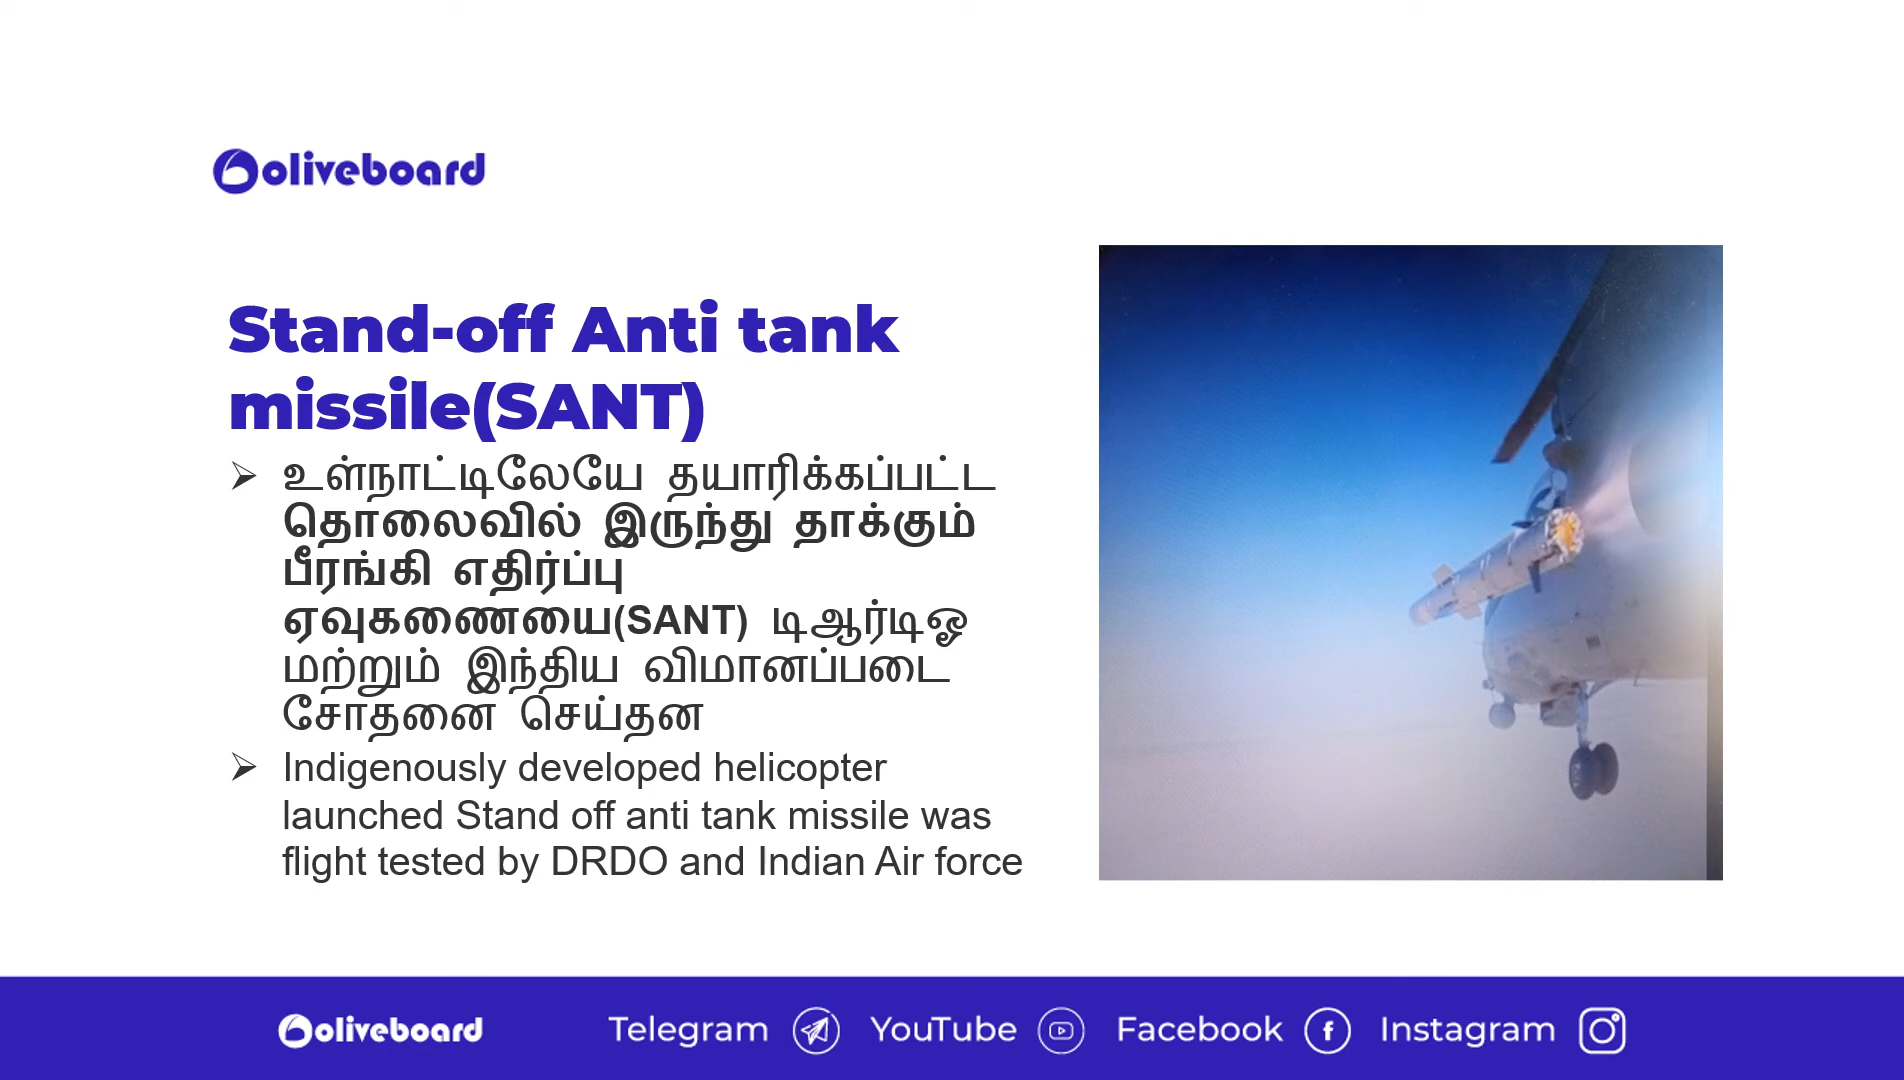 oliveboard
Stand-off Anti tank
missile(SANT)
உள்நாட்டிலேயே தயாரிக்கப்பட்ட
தொலைவில் இருந்து தாக்கும்
பீரங்கி எதிர்ப்பு
ஏவுகணையை(SANT) டிஆர்டிஓ
மற்றும் இந்திய விமானப்படை
சோதனை செய்தன
Indigenously developed helicopter
launched Stand off anti tank missile was
flight tested by DRDO and Indian Air force
oliveboard Telegram YouTube Facebook Instagram